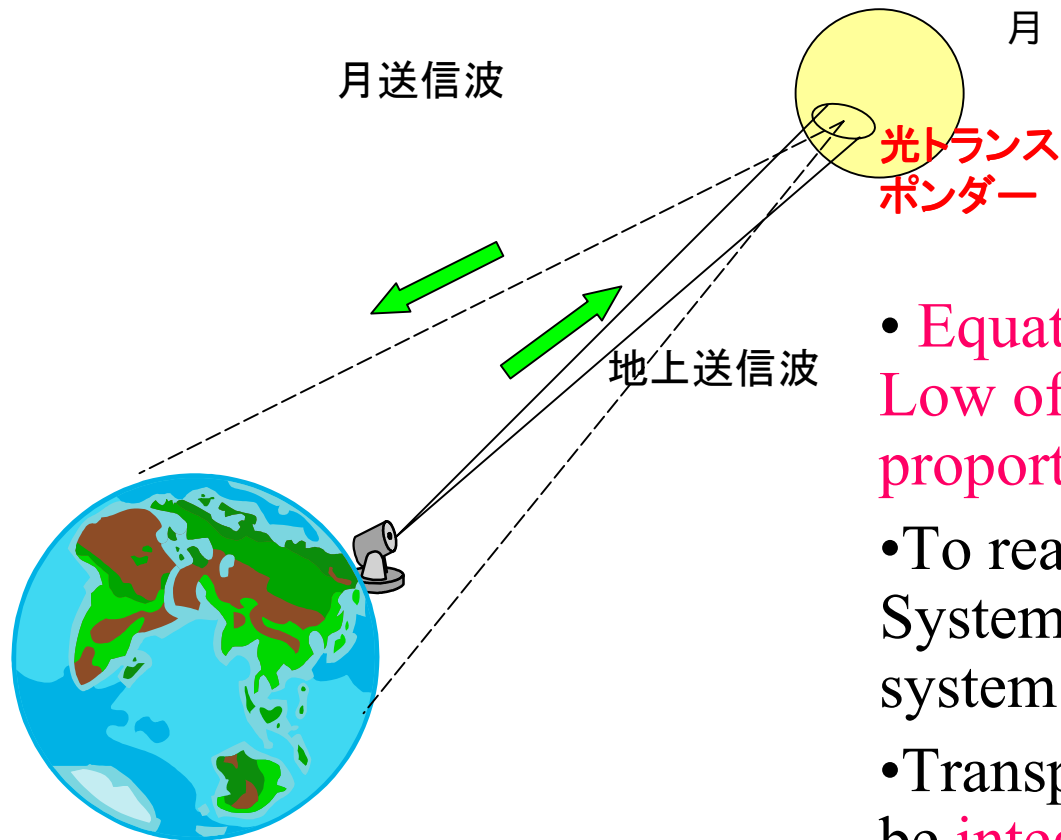 月
月送信波
光トランス
ポンダー
地上送信波
• Equat
Low of
proport
•To rea
System
system
•Transp
be